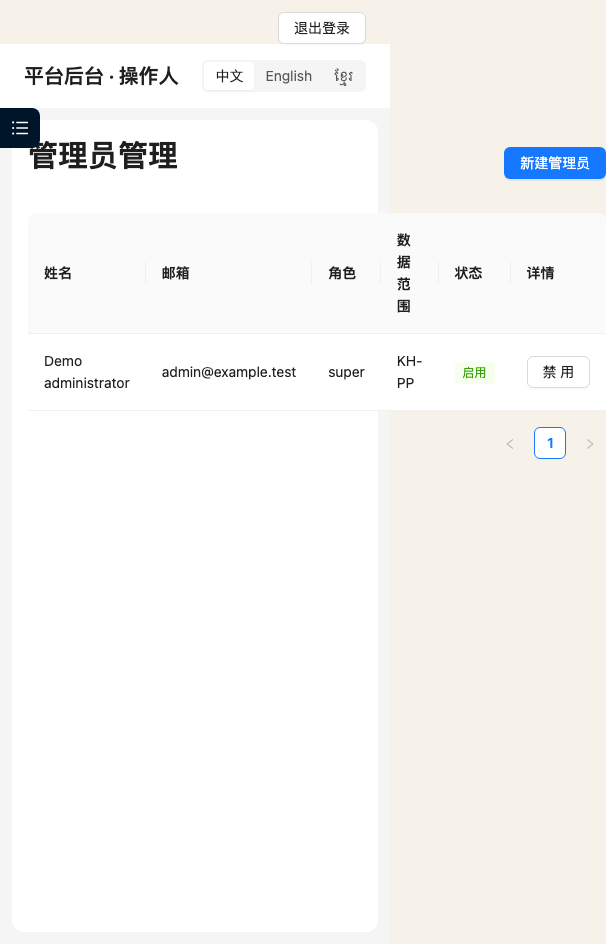 退出登录
平台后台 · 操作人
中文 English ខ្មែរ
管理员管理
新建管理员
姓名 邮箱 角色 数据范围 状态 详情
Demo administrator admin@example.test super KH-PP 启用 禁 用
1